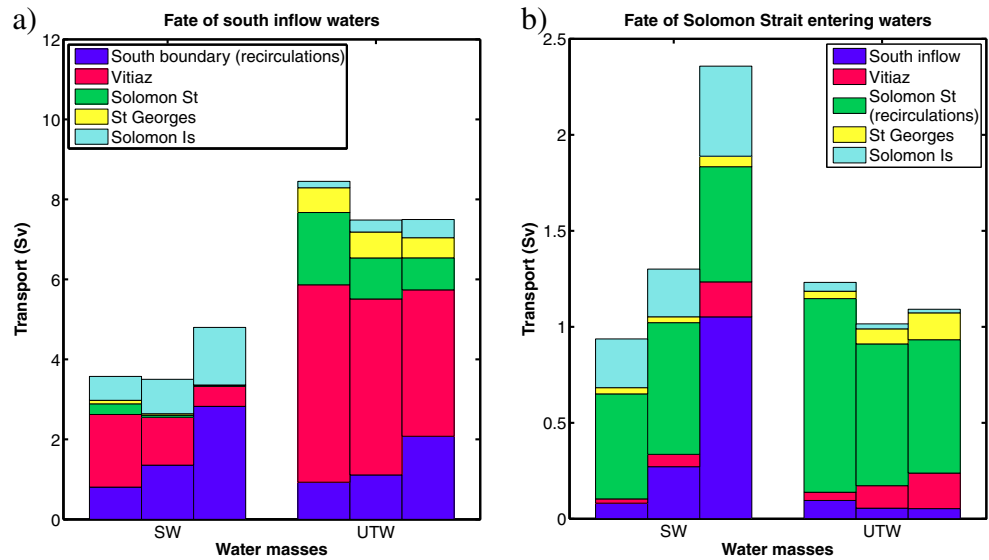 a)
Fate of south inflow waters
12
10
8
6
4
2
0
Transport (Sv)
South boundary (recirculations)
Vitiaz
Solomon St
St Georges
Solomon Is
SW
UTW
Water masses
b)
Fate of Solomon Strait entering waters
2.5
2
1.5
1
0.5
0
Transport (Sv)
South inflow
Vitiaz
Solomon St
(recirculations)
St Georges
Solomon Is
SW
UTW
Water masses